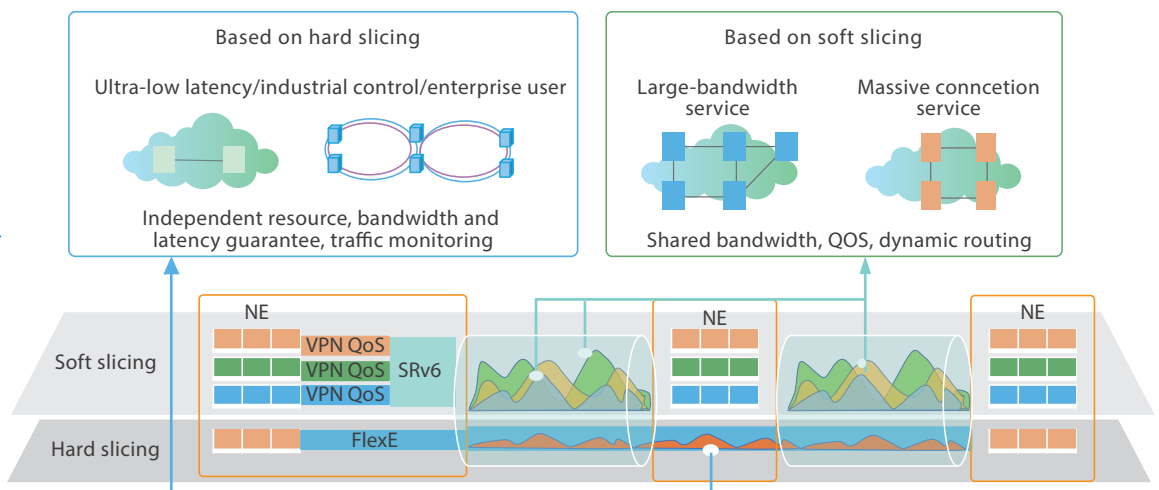 Based on hard slicing
Ultra-low latency/industrial control/enterprise user
Independent resource, bandwidth and
latency guarantee, traffic monitoring
Based on soft slicing
Large-bandwidth
service
Massive conncetion
service
Shared bandwidth, QOS, dynamic routing
NE
NE
NE
Soft slicing
VPN QoS
VPN QoS
VPN QoS
SRv6
Hard slicing
FlexE